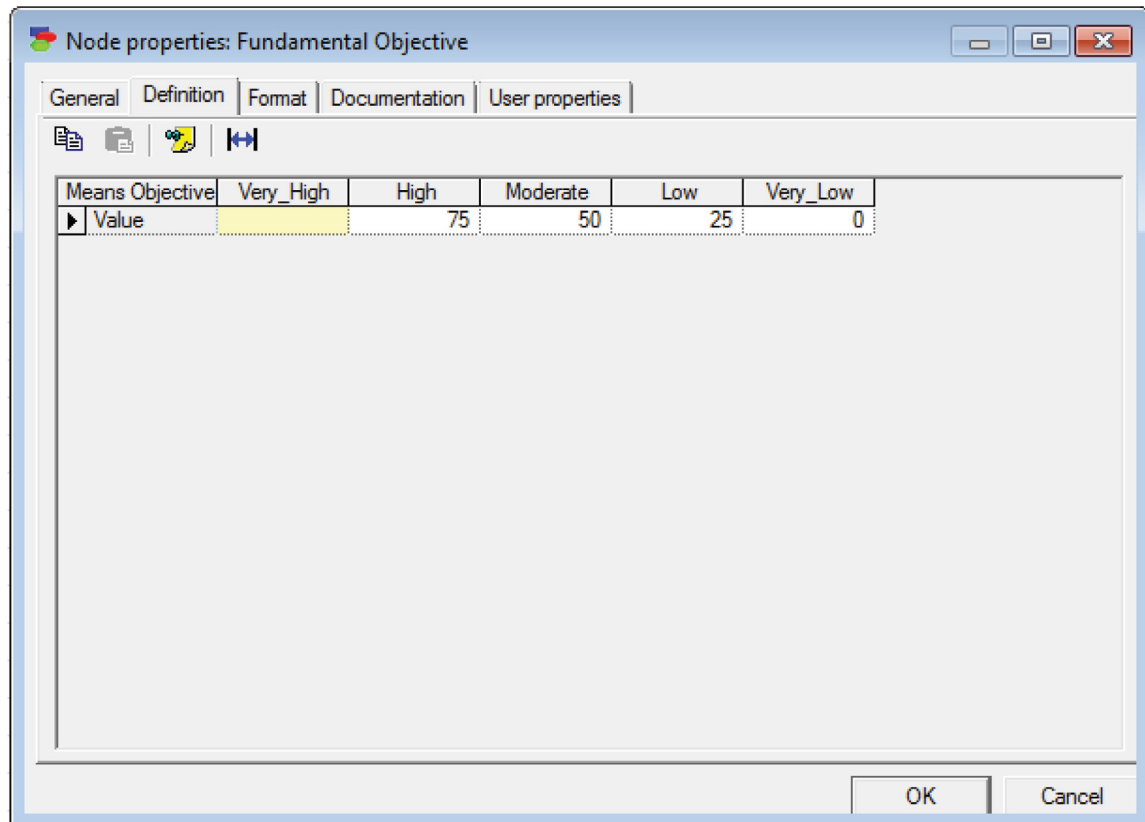 Node properties: Fundamental Objective
General Definition Format Documentation User properties
Means Objective Very_High High Moderate Low Very_Low
Value 75 50 25 0
OK Cancel